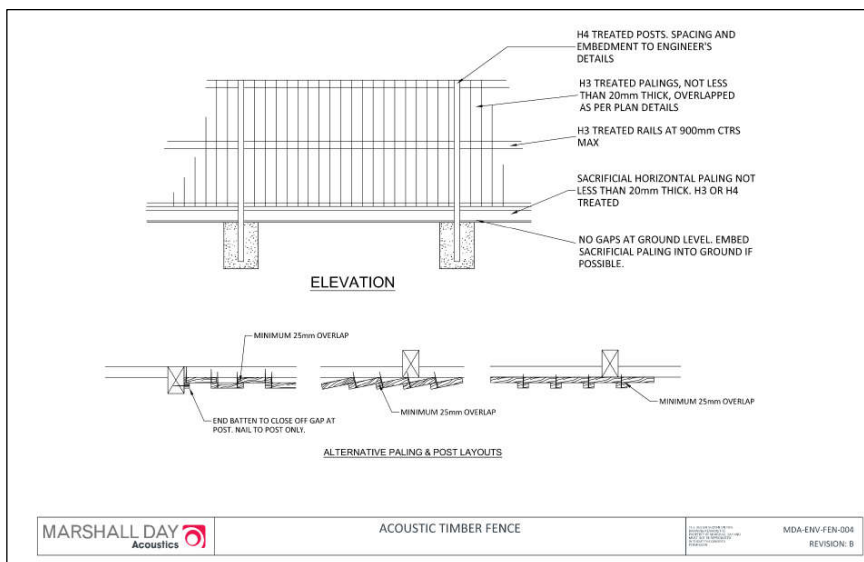 H4 TREATED POSTS. SPACING AND
EMBEDMENT TO ENGINEER'S
DETAILS
H3 TREATED PALINGS, NOT LESS
THAN 20mm THICK, OVERLAPPED
AS PER PLAN DETAILS
H3 TREATED RAILS AT 900mm CTRS
MAX
SACRIFICIAL HORIZONTAL PALING NOT
LESS THAN 20mm THICK. H3 OR H4
TREATED
NO GAPS AT GROUND LEVEL. EMBED
SACRIFICIAL PALING INTO GROUND IF
POSSIBLE.
ELEVATION
MINIMUM 25mm OVERLAP
MINIMUM 25mm OVERLAP
MINIMUM 25mm OVERLAP
END BATTEN TO CLOSE OFF GAP AT
POST. NAIL TO POST ONLY.
ALTERNATIVE PALING & POST LAYOUTS
MARSHALL DAY
Acoustics
ACOUSTIC TIMBER FENCE
MDA-ENV-FEN-004
REVISION: B